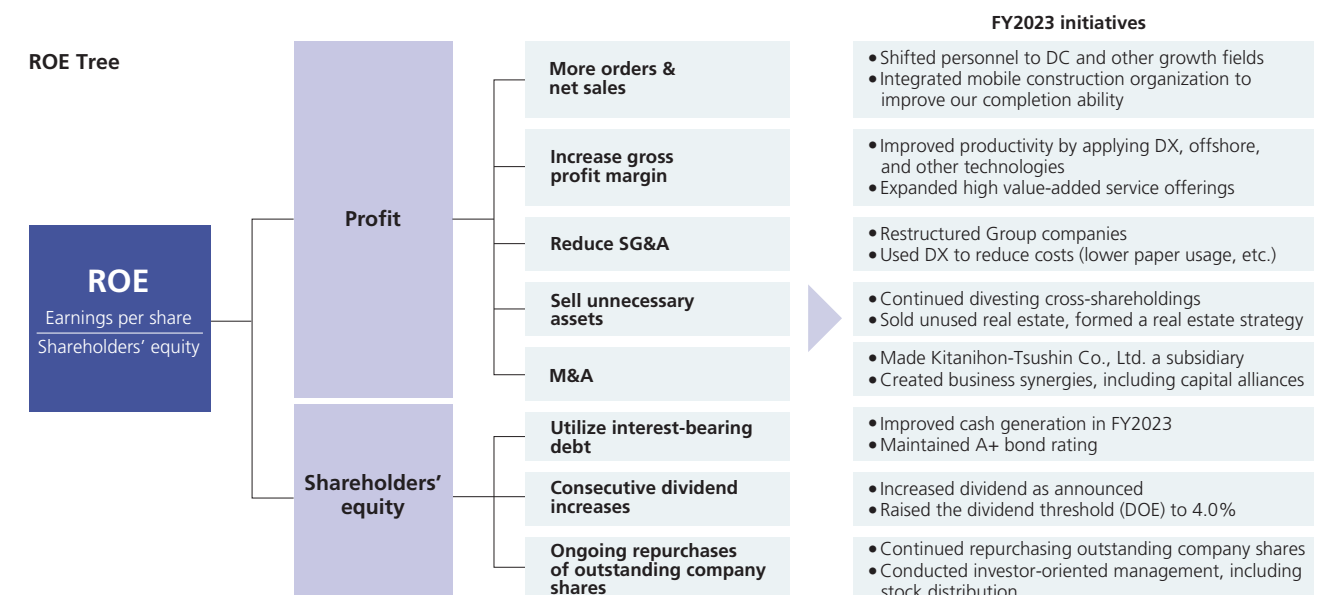 FY2023 initiatives
ROE Tree
ROE
Earnings per share
Shareholders' equity
Profit
More orders &
net sales
• Shifted personnel to DC and other growth fields
• Integrated mobile construction organization to
improve our completion ability
Increase gross
profit margin
• Improved productivity by applying DX, offshore,
and other technologies
• Expanded high value-added service offerings
Reduce SG&A
• Restructured Group companies
• Used DX to reduce costs (lower paper usage, etc.)
Sell unnecessary
assets
• Continued divesting cross-shareholdings
• Sold unused real estate, formed a real estate strategy
M&A
• Made Kitanihon-Tsushin Co., Ltd. a subsidiary
• Created business synergies, including capital alliances
Shareholders'
equity
Utilize interest-bearing
debt
• Improved cash generation in FY2023
• Maintained A+ bond rating
Consecutive dividend
increases
• Increased dividend as announced
• Raised the dividend threshold (DOE) to 4.0%
Ongoing repurchases
of outstanding company
shares
• Continued repurchasing outstanding company shares
• Conducted investor-oriented management, including
stock distribution